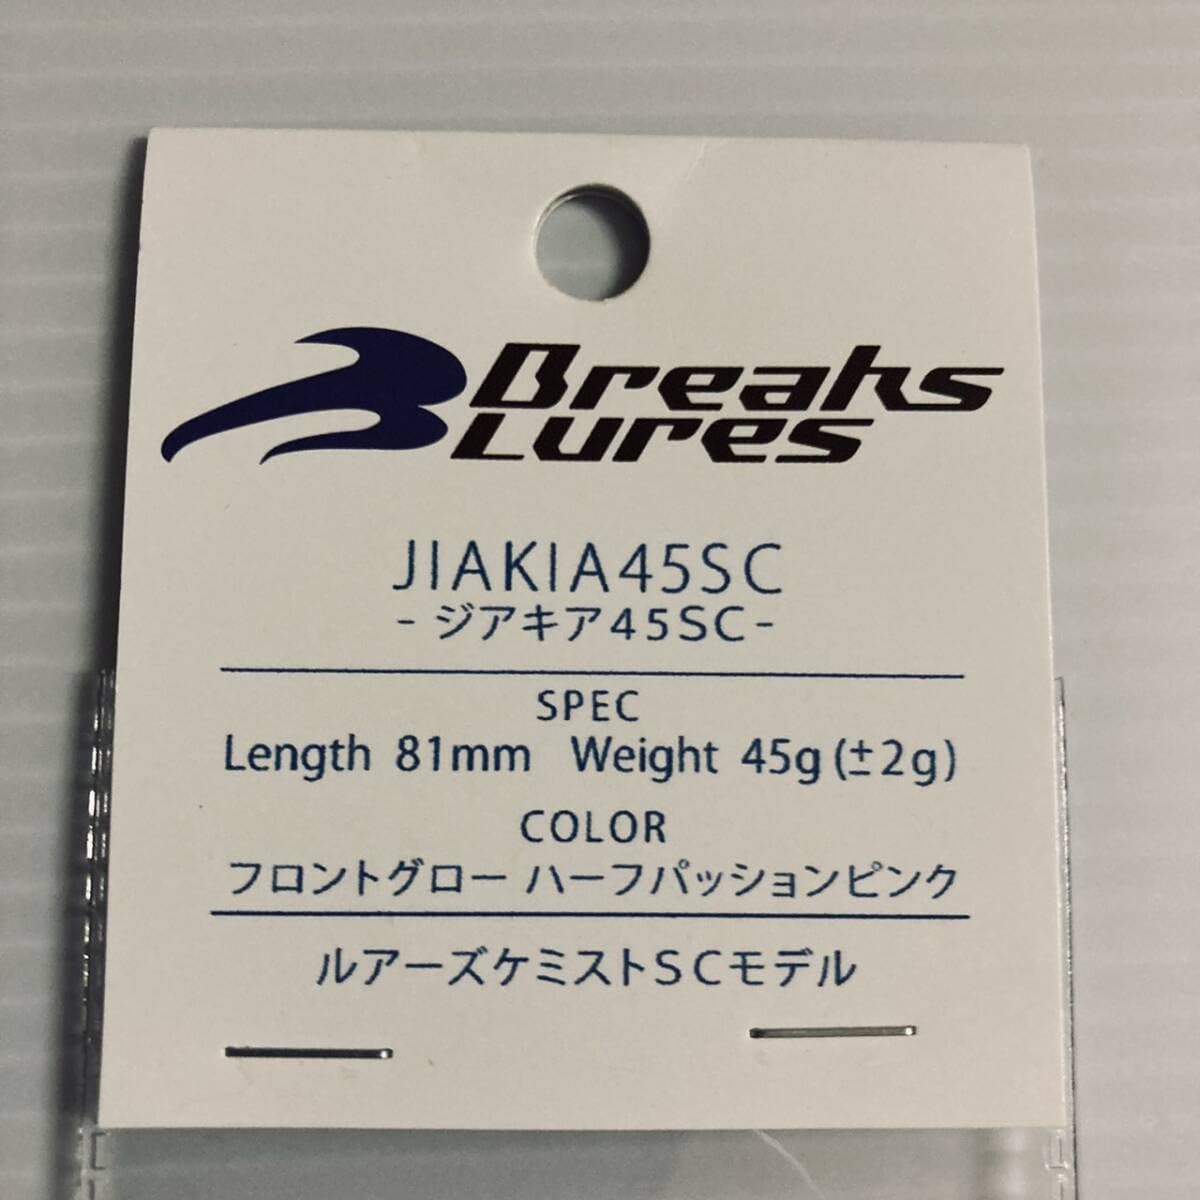 Breaks
Lures
JIAKIA45SC
- ジアキア45SC-
SPEC
Length 81mm Weight 45g(±2g)
COLOR
フロントグロー ハーフパッションピンク
ルアーズケミストSCモデル